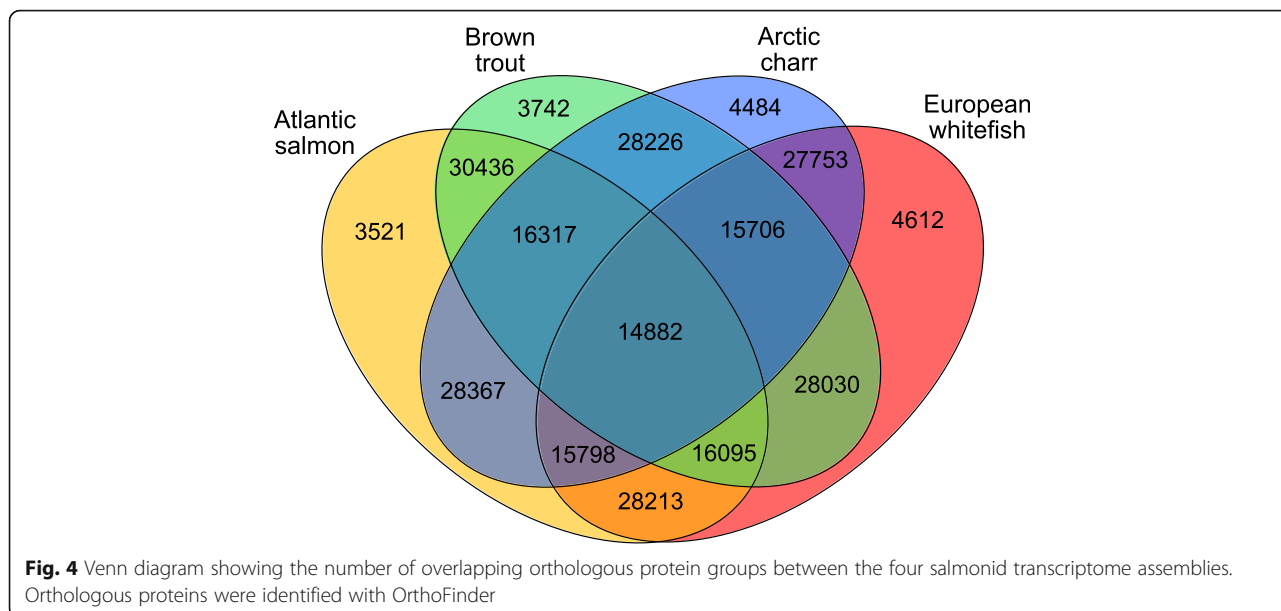 Brown
trout
Arctic
charr
Atlantic
salmon
European
whitefish
3742
4484
30436
28226
27753
3521
16317
15706
4612
14882
28367
28030
15798
16095
28213
Fig. 4 Venn diagram showing the number of overlapping orthologous protein groups between the four salmonid transcriptome assemblies.
Orthologous proteins were identified with OrthoFinder